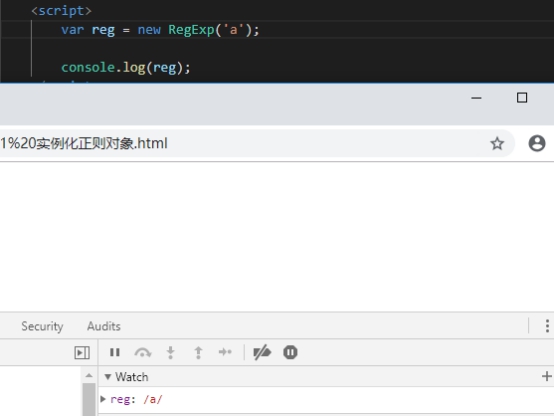 <script>
var reg = new RegExp('a');
console.log(reg);
1%20实例化正则对象.html
Security Audits
Watch
reg: /a/